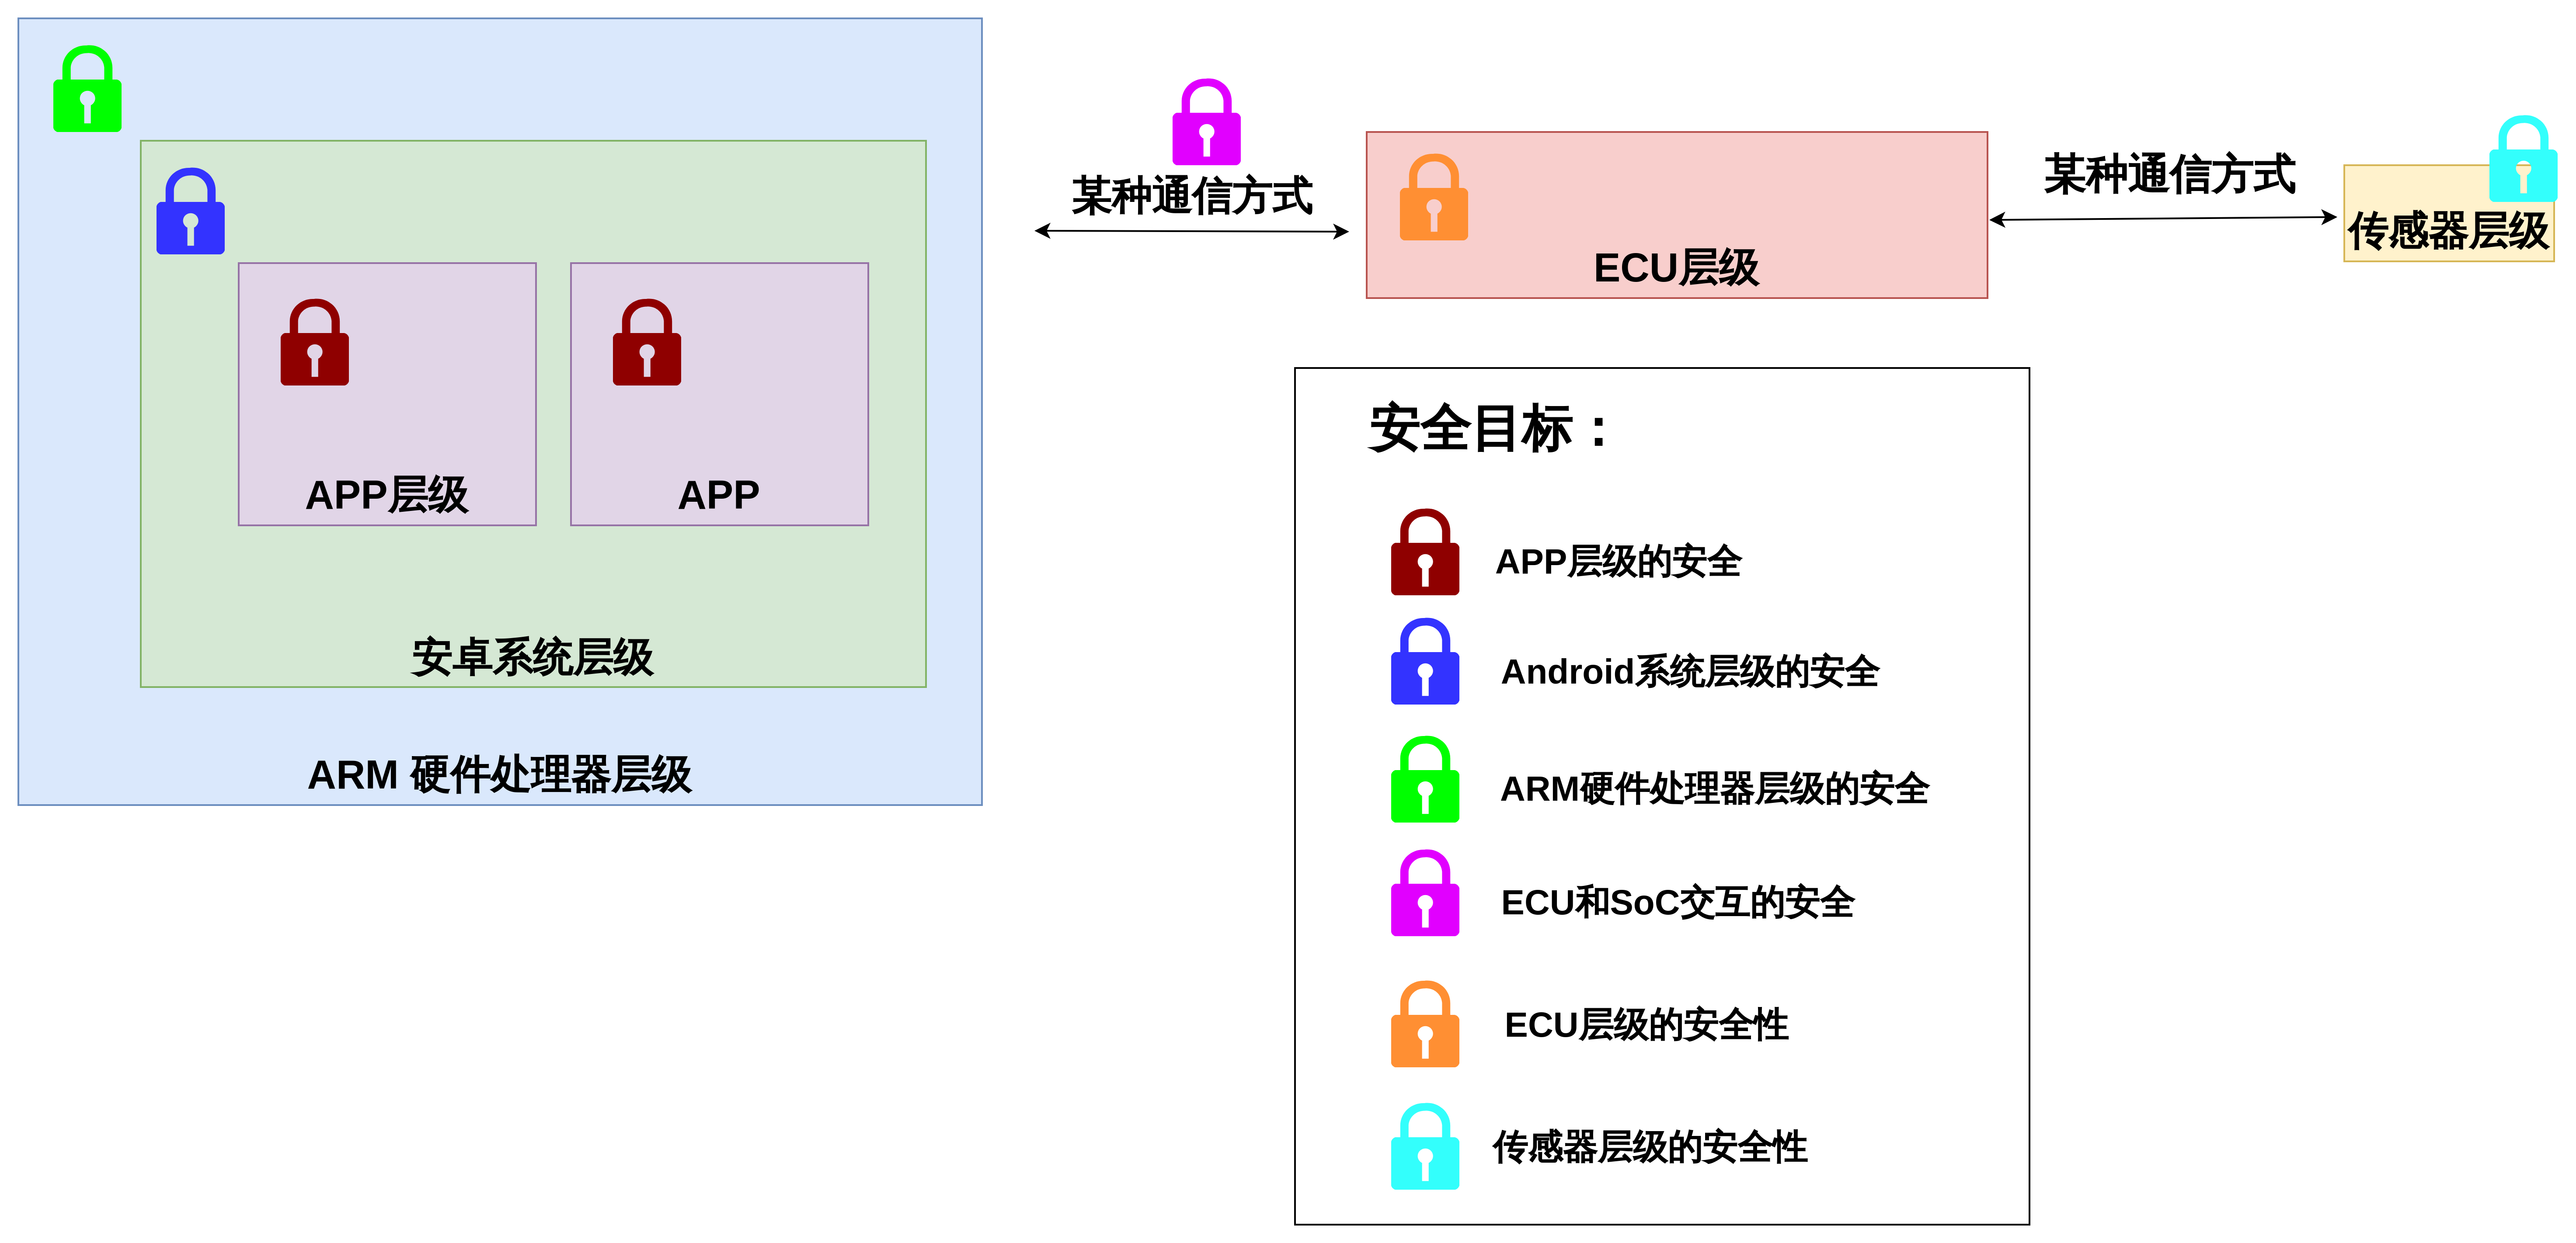 APP层级
APP
安卓系统层级
ARM 硬件处理器层级
某种通信方式
ECU层级
某种通信方式
传感器层级
安全目标：
APP层级的安全
Android系统层级的安全
ARM硬件处理器层级的安全
ECU和SoC交互的安全
ECU层级的安全性
传感器层级的安全性